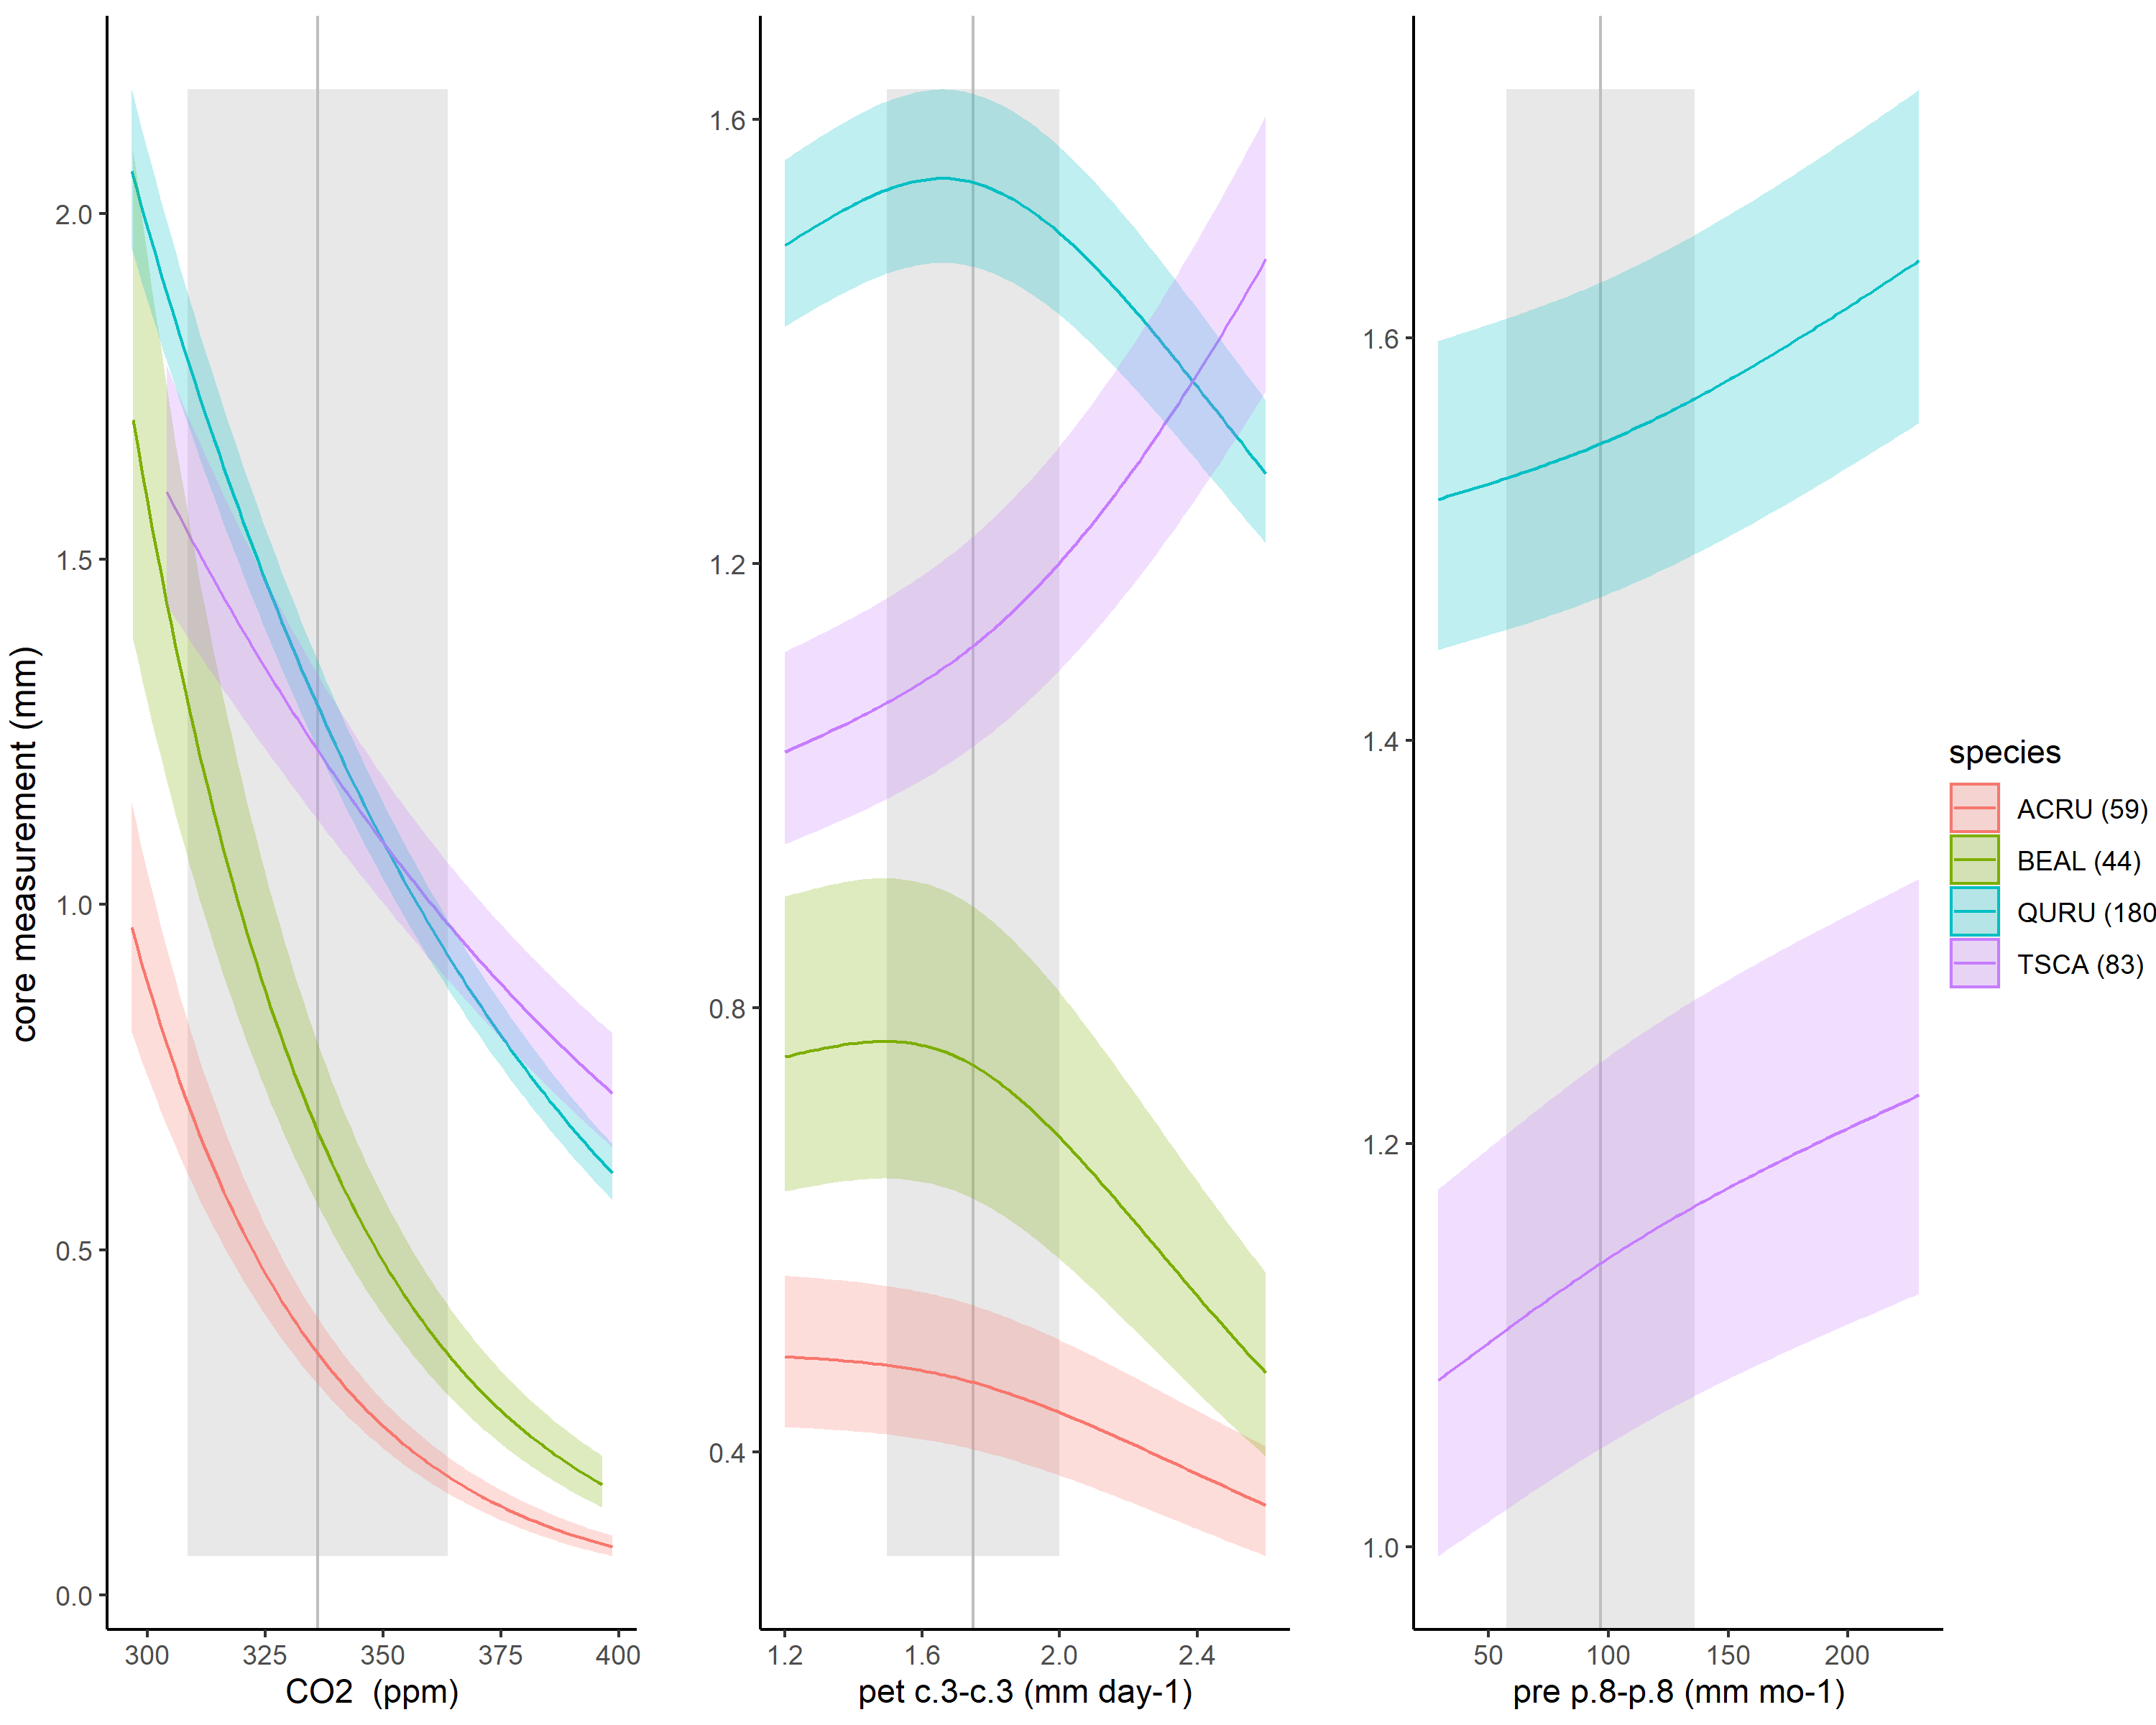 core measurement (mm)
2.0
1.5
1.0
0.5
0.0
300 325 350 375 400
CO2 (ppm)
1.6
1.2
0.8
0.4
1.2 1.6 2.0 2.4
pet c.3-c.3 (mm day-1)
1.6
1.4
1.2
1.0
50 100 150 200
pre p.8-p.8 (mm mo-1)
species
ACRU (59)
BEAL (44)
QURU (180
TSCA (83)